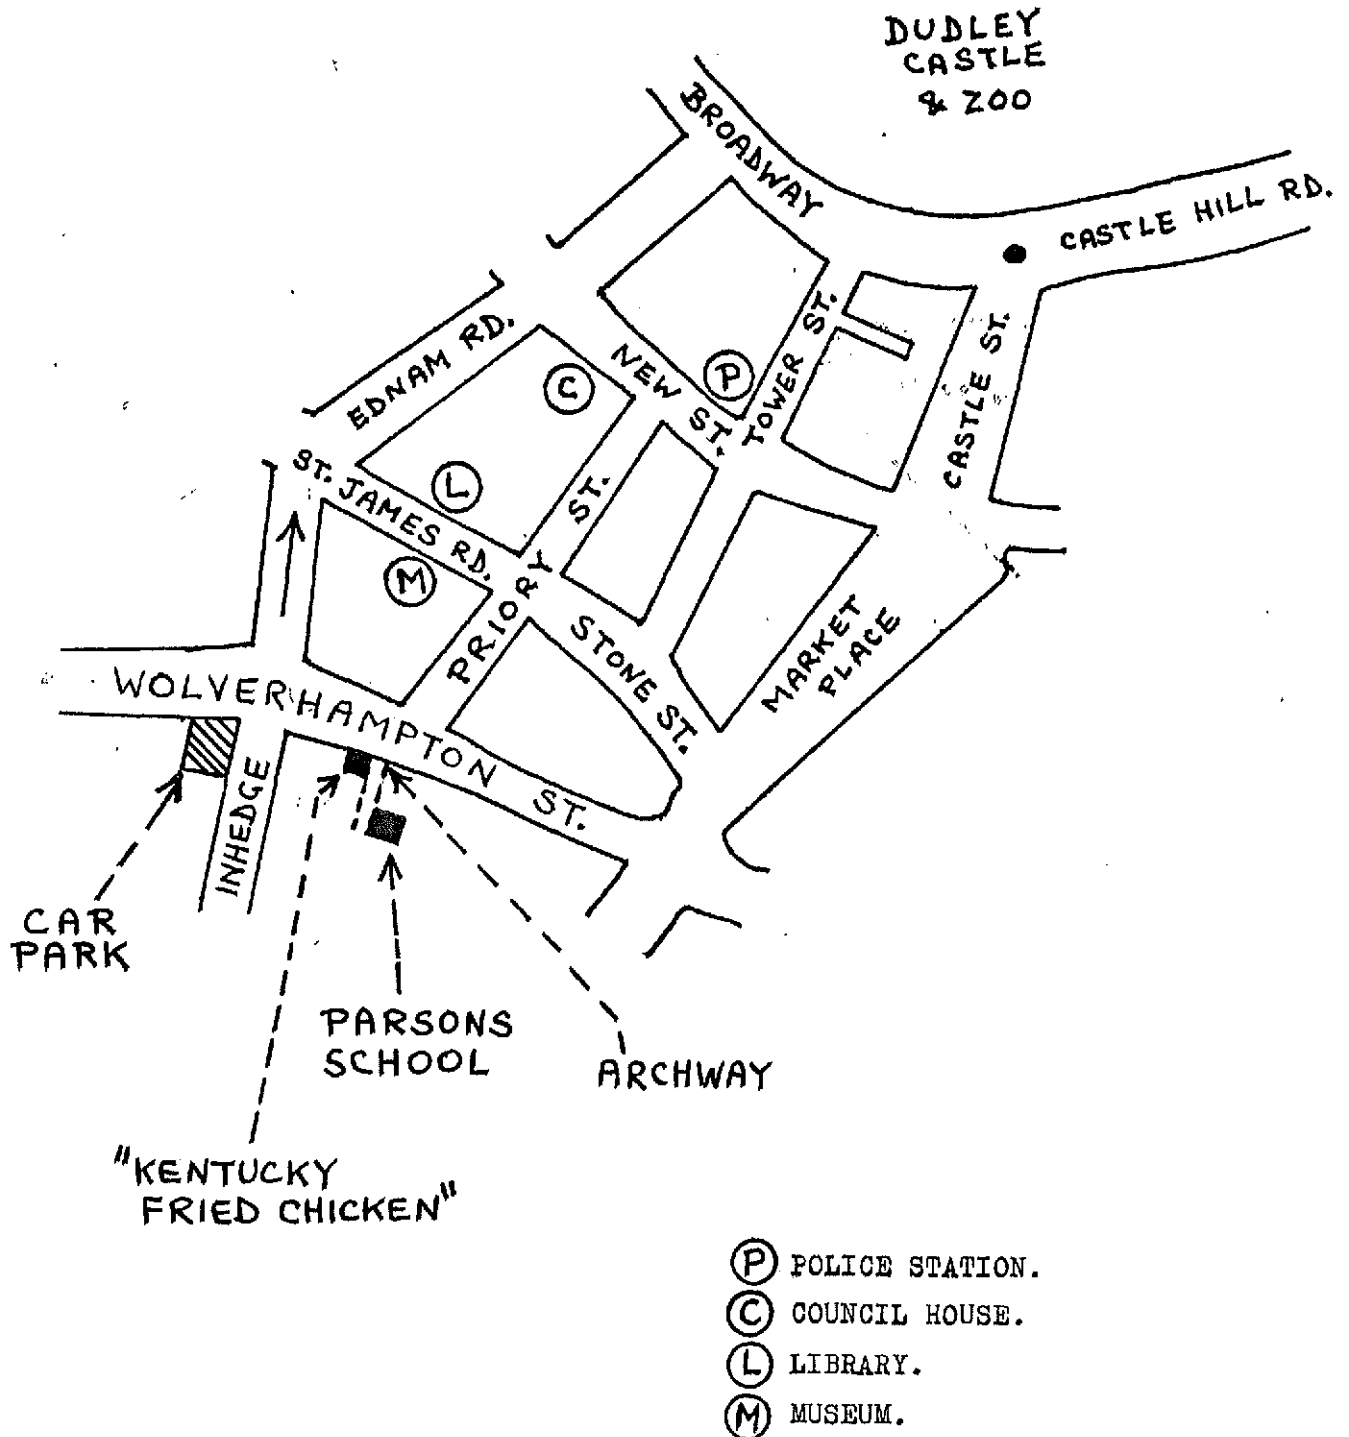 DUDLEY
CASTLE
& ZOO
BROADWAY
CASTLE HILL RD.
EDNAM RD.
NEW ST.
TOWER ST.
CASTLE ST.
C
P
L
M
ST. JAMES RD.
PRIORY ST.
STONE ST.
MARKET
PLACE
WOLVERHAMPTON ST.
INHEDGE
CAR
PARK
PARSONS
SCHOOL
ARCHWAY
"KENTUCKY
FRIED CHICKEN"
P POLICE STATION.
C COUNCIL HOUSE.
L LIBRARY.
M MUSEUM.